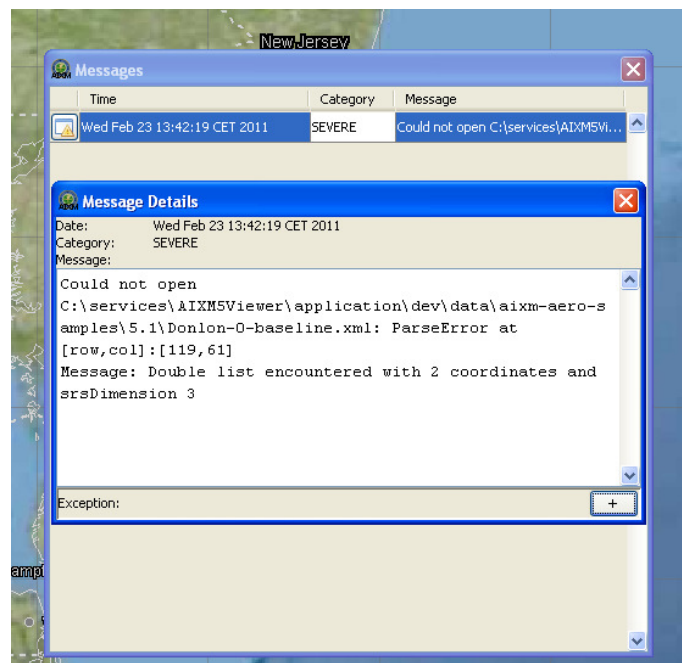 New Jersey
Messages
Time Category Message
Wed Feb 23 13:42:19 CET 2011 SEVERE Could not open C:\services\AIXM5Vi...
Message Details
Date: Wed Feb 23 13:42:19 CET 2011
Category: SEVERE
Message:
Could not open
C:\services\AIXM5Viewer\application\dev\data\aixm-aero-s
amples\5.1\Donlon-0-baseline.xml: ParseError at
[row,col]:[119,61]
Message: Double list encountered with 2 coordinates and
srsDimension 3
Exception: +